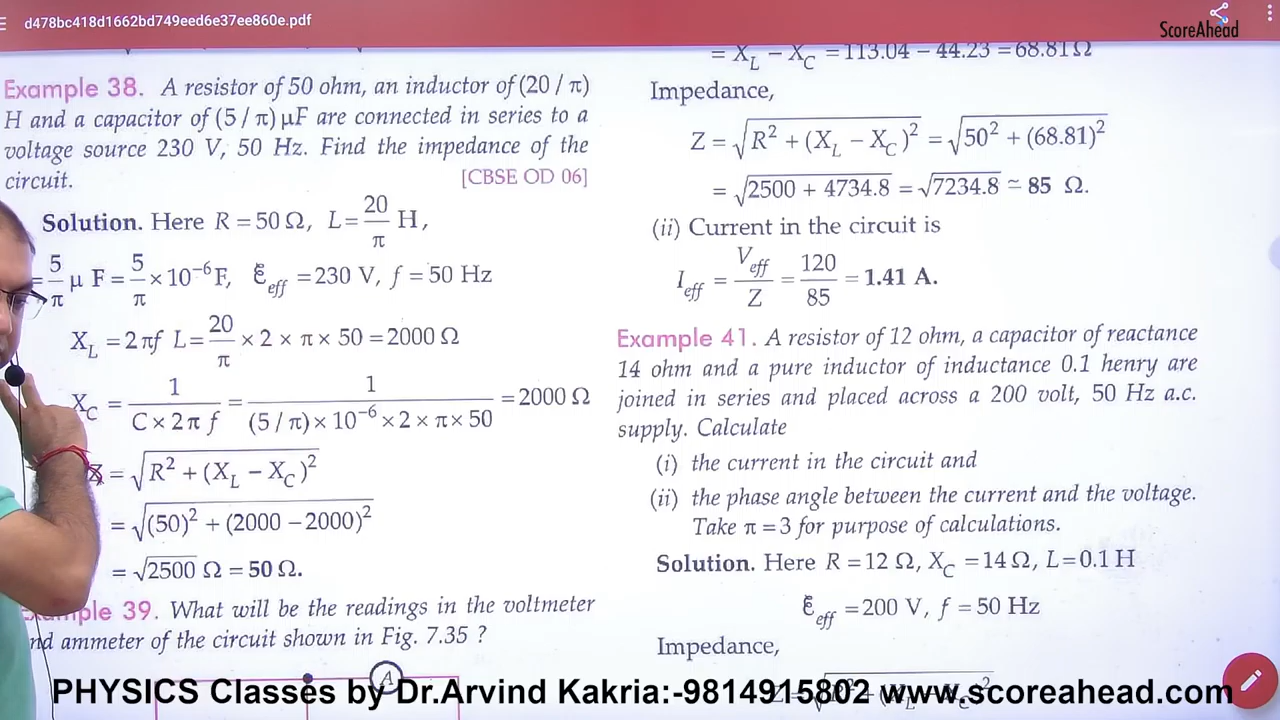 d478bc418d1662bd749eed6e37ee860e.pdf
ScoreAhead
Example 38. A resistor of 50 ohm, an inductor of (20 / π)
H and a capacitor of (5 / π) μF are connected in series to a
voltage source 230 V, 50 Hz. Find the impedance of the
circuit. [CBSE OD 06]
Solution. Here R = 50 Ω, L = 20/π H,
= 5/π μ F = 5/π × 10⁻⁶ F, ℰeff = 230 V, f = 50 Hz
X_L = 2πf L = 20/π × 2 × π × 50 = 2000 Ω
X_C = 1/(C × 2π f) = 1/((5/π) × 10⁻⁶ × 2 × π × 50) = 2000 Ω
Z = √(R² + (X_L − X_C)²)
= √((50)² + (2000 − 2000)²)
= √2500 Ω = 50 Ω.
Example 39. What will be the readings in the voltmeter
nd ammeter of the circuit shown in Fig. 7.35 ?
A
= X_L − X_C = 113.04 − 44.23 = 68.81 Ω
Impedance,
Z = √(R² + (X_L − X_C)²) = √(50² + (68.81)²)
= √(2500 + 4734.8) = √7234.8 ≃ 85 Ω.
(ii) Current in the circuit is
I_eff = V_eff/Z = 120/85 = 1.41 A.
Example 41. A resistor of 12 ohm, a capacitor of reactance
14 ohm and a pure inductor of inductance 0.1 henry are
joined in series and placed across a 200 volt, 50 Hz a.c.
supply. Calculate
(i) the current in the circuit and
(ii) the phase angle between the current and the voltage.
Take π = 3 for purpose of calculations.
Solution. Here R = 12 Ω, X_C = 14 Ω, L = 0.1 H
ℰeff = 200 V, f = 50 Hz
Impedance,
Z = √(R² + (X_L − X_C)²)
PHYSICS Classes by Dr.Arvind Kakria:-9814915802 www.scoreahead.com